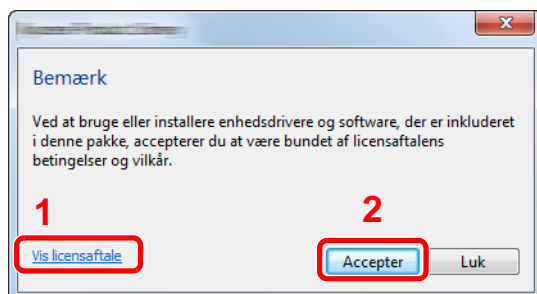 Bemærk
Ved at bruge eller installere enhedsdrivere og software, der er inkluderet
i denne pakke, accepterer du at være bundet af licensaftalens
betingelser og vilkår.
1
2
Vis licensaftale
Accepter
Luk